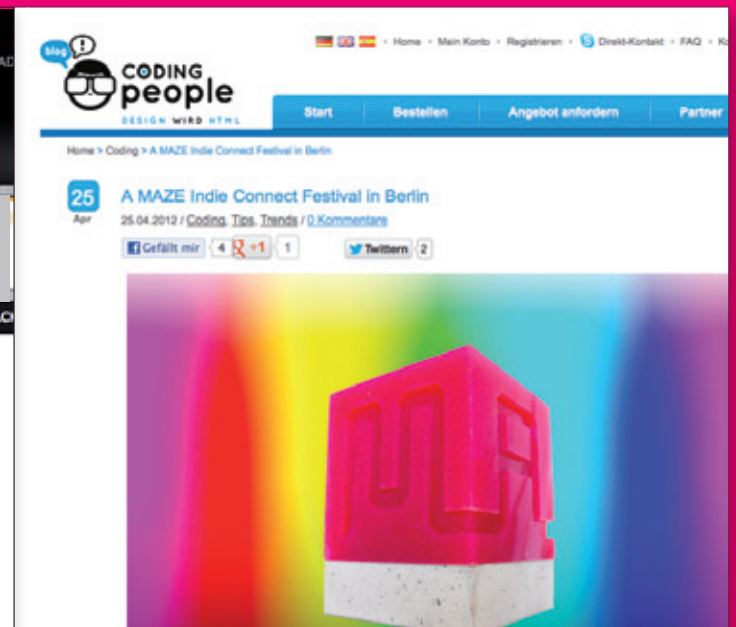 blog
Home
Mein Konto
Registrieren
Direkt-Kontakt
FAQ
CODING
people
DESIGN WIRD HTML
Start
Bestellen
Angebot anfordern
Partner
Home > Coding > A MAZE Indie Connect Festival in Berlin
25
Apr
A MAZE Indie Connect Festival in Berlin
25.04.2012 / Coding, Tips, Trends / 0 Kommentare
Gefällt mir 4 +1 1 Twittern 2
MA